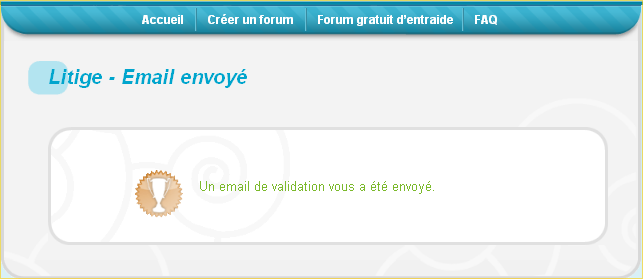 Accueil Créer un forum Forum gratuit d'entraide FAQ
Litige - Email envoyé
Un email de validation vous a été envoyé.